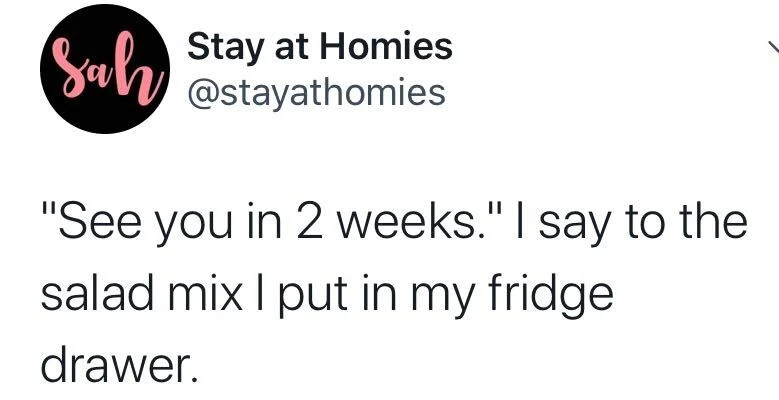 Sah
Stay at Homies
@stayathomies
"See you in 2 weeks." I say to the
salad mix I put in my fridge
drawer.